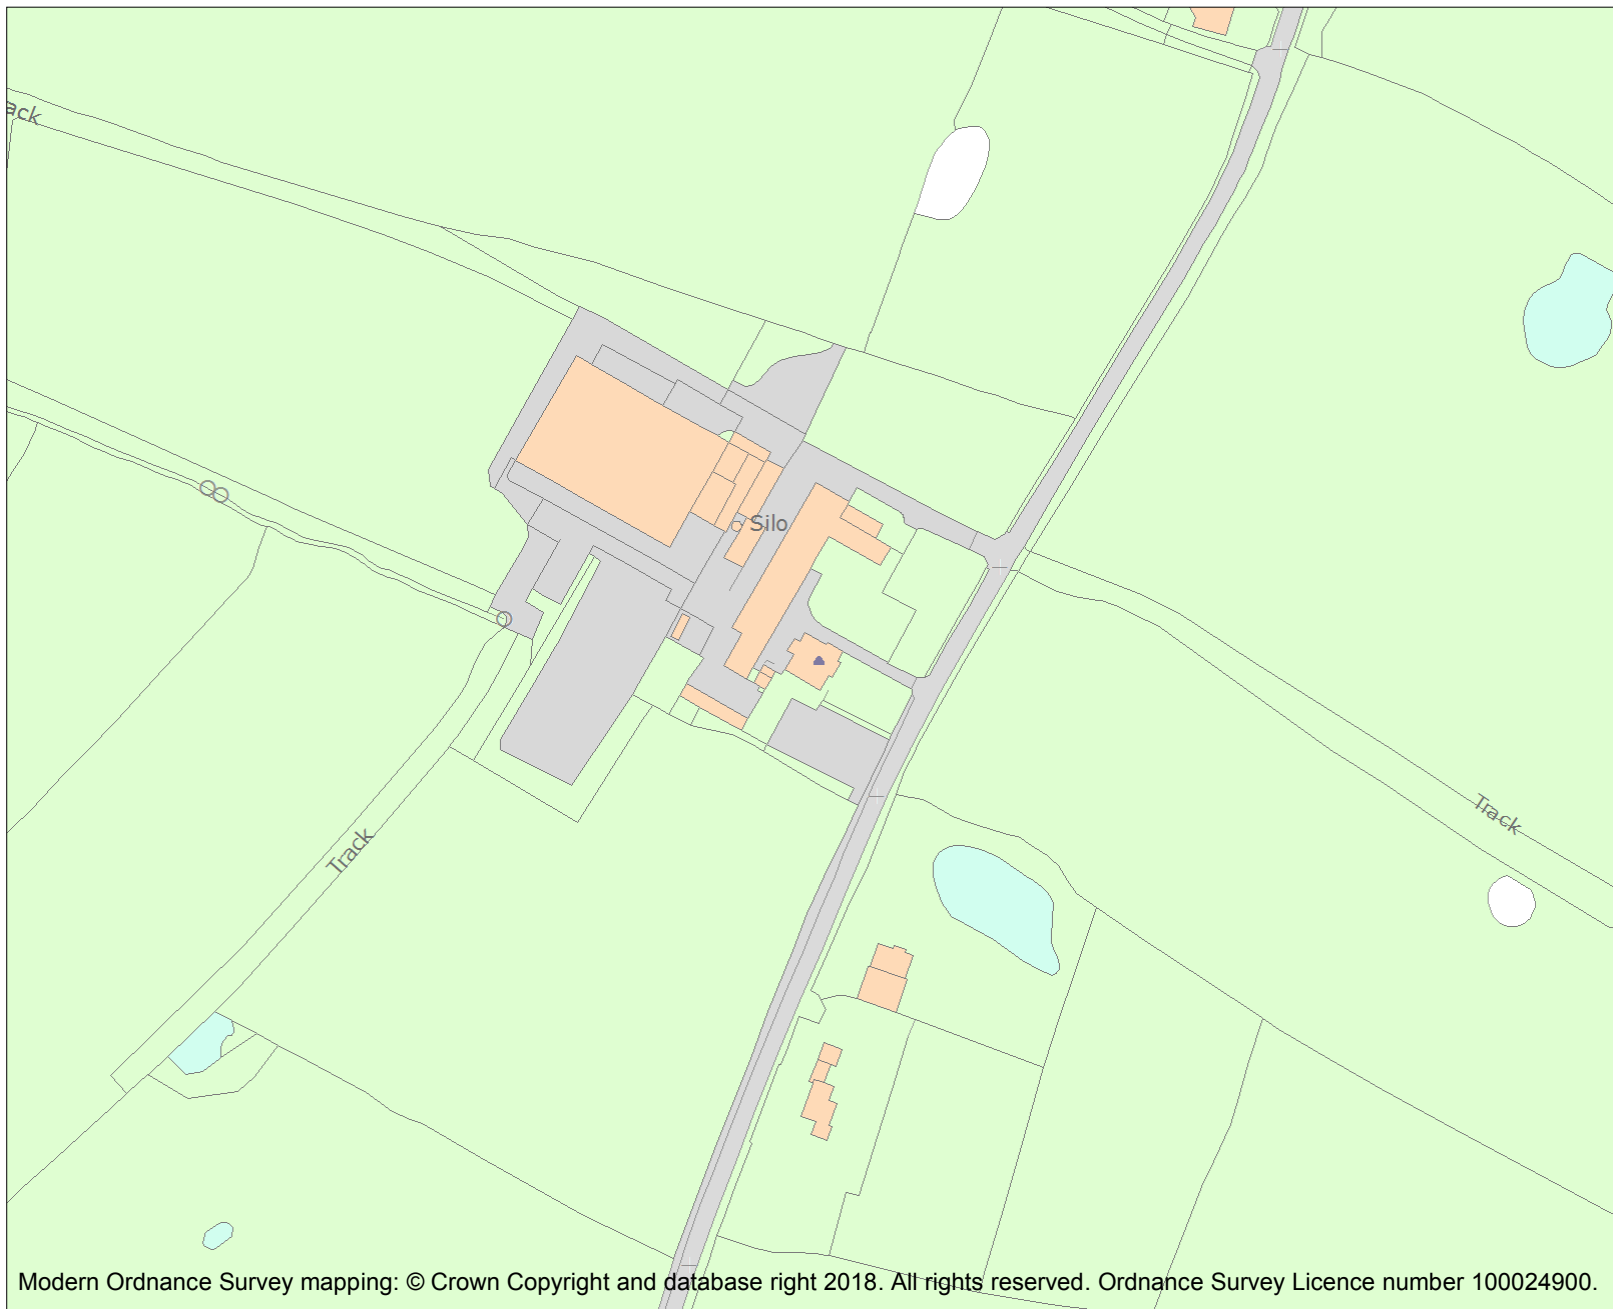 ack
Silo
Track
Track
Modern Ordnance Survey mapping: © Crown Copyright and database right 2018. All rights reserved. Ordnance Survey Licence number 100024900.